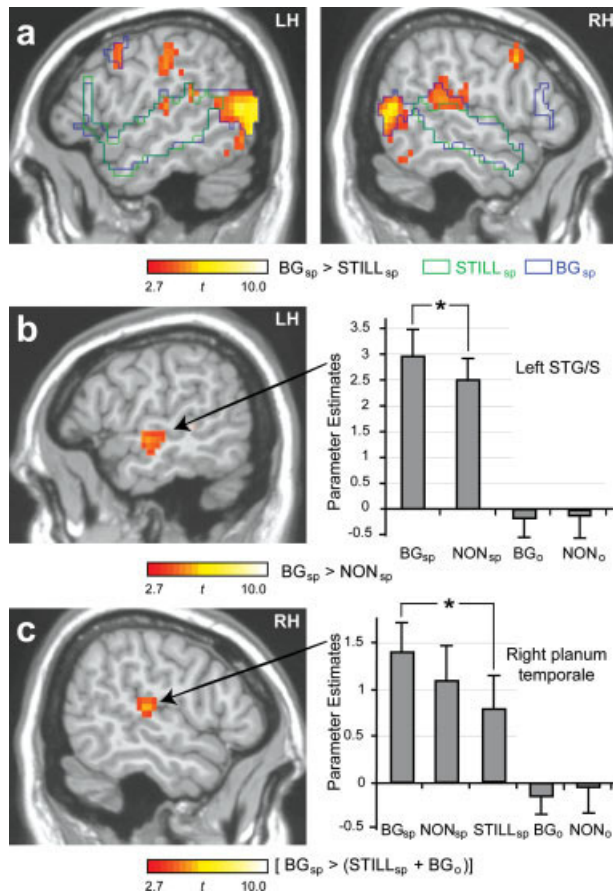 a LH RH
BGsp > STILLsp STILLsp BGsp
2.7 t 10.0
b LH
*
Left STG/S
Parameter Estimates
3.5
3
2.5
2
1.5
1
0.5
0
-0.5
BGsp NONsp BGo NONo
BGsp > NONsp
2.7 t 10.0
c RH
*
Right planum
temporale
Parameter Estimates
1.5
1
0.5
0
-0.5
BGsp NONsp STILLsp BGo NONo
[ BGsp > (STILLsp + BGo)]
2.7 t 10.0